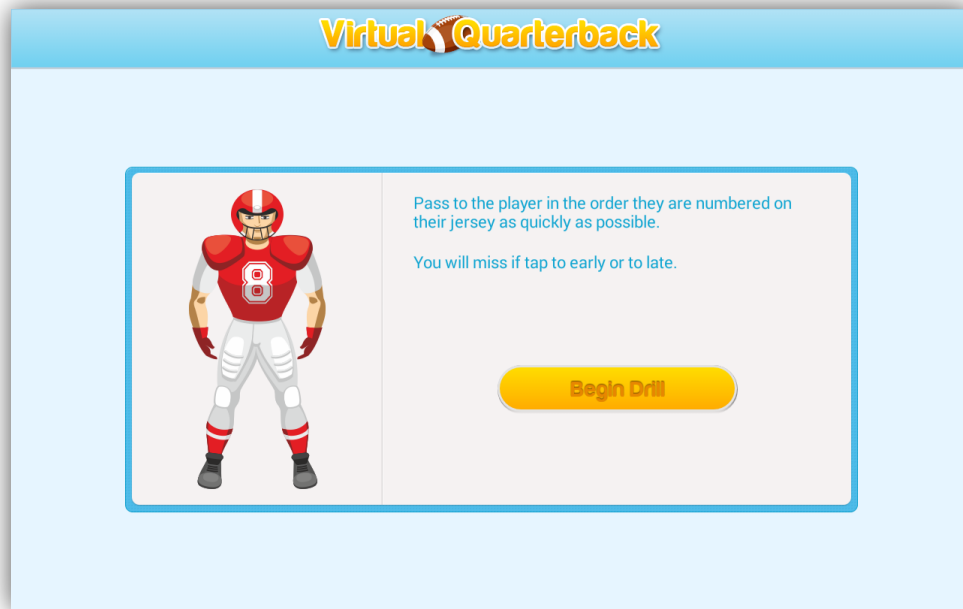 Virtual Quarterback
Pass to the player in the order they are numbered on
their jersey as quickly as possible.
You will miss if tap to early or to late.
8
Begin Drill